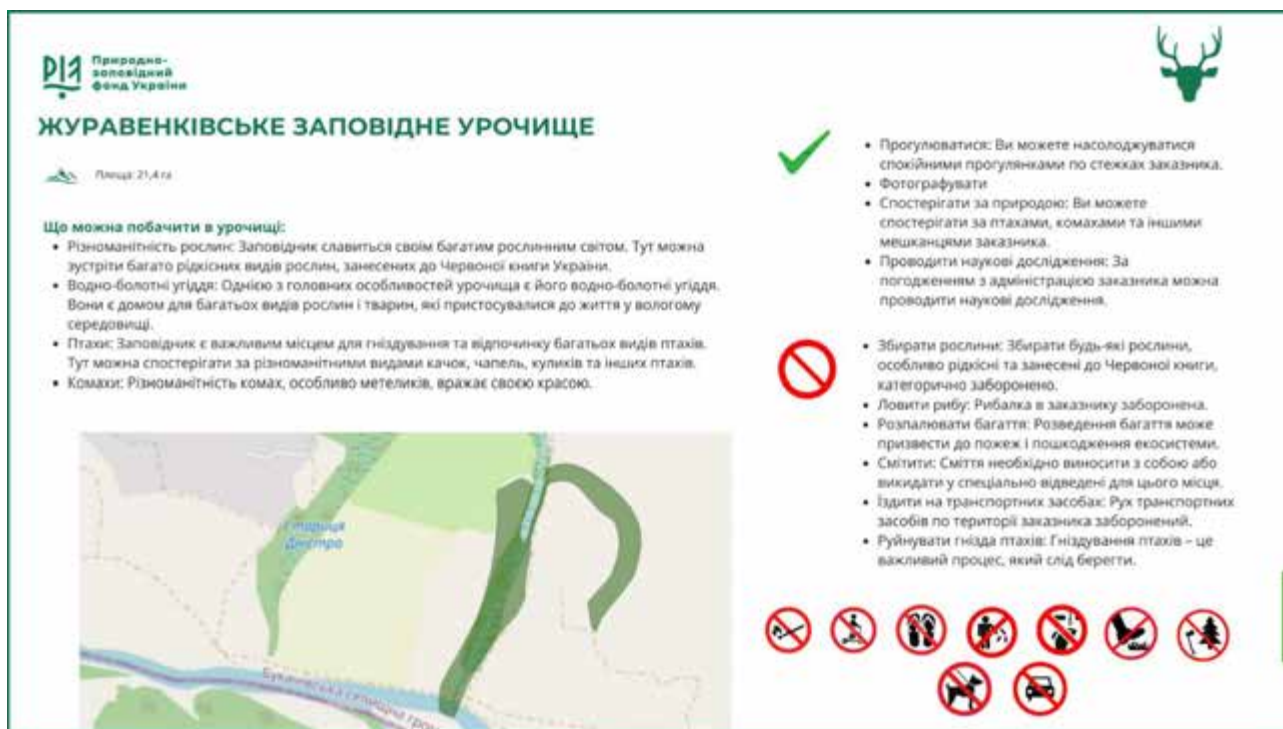 Природно-
заповідний
фонд України
ЖУРАВЕНКІВСЬКЕ ЗАПОВІДНЕ УРОЧИЩЕ
Площа: 21,4 га
Що можна побачити в урочищі:
• Різноманітність рослин: Заповідник славиться своїм багатим рослинним світом. Тут можна
зустріти багато рідкісних видів рослин, занесених до Червоної книги України.
• Водно-болотні угіддя: Однією з головних особливостей урочища є його водно-болотні угіддя.
Вони є домом для багатьох видів рослин і тварин, які пристосувалися до життя у вологому
середовищі.
• Птахи: Заповідник є важливим місцем для гніздування та відпочинку багатьох видів птахів.
Тут можна спостерігати за різноманітними видами качок, чапель, куликів та інших птахів.
• Комахи: Різноманітність комах, особливо метеликів, вражає своєю красою.
Стариця
Дністра
Букачівська селищна гром
• Прогулюватися: Ви можете насолоджуватися
спокійними прогулянками по стежках заказника.
• Фотографувати
• Спостерігати за природою: Ви можете
спостерігати за птахами, комахами та іншими
мешканцями заказника.
• Проводити наукові дослідження: За
погодженням з адміністрацією заказника можна
проводити наукові дослідження.
• Збирати рослини: Збирати будь-які рослини,
особливо рідкісні та занесені до Червоної книги,
категорично заборонено.
• Ловити рибу: Рибалка в заказнику заборонена.
• Розпалювати багаття: Розведення багаття може
призвести до пожеж і пошкодження екосистеми.
• Смітити: Сміття необхідно виносити з собою або
викидати у спеціально відведені для цього місця.
• Їздити на транспортних засобах: Рух транспортних
засобів по території заказника заборонений.
• Руйнувати гнізда птахів: Гніздування птахів – це
важливий процес, який слід берегти.